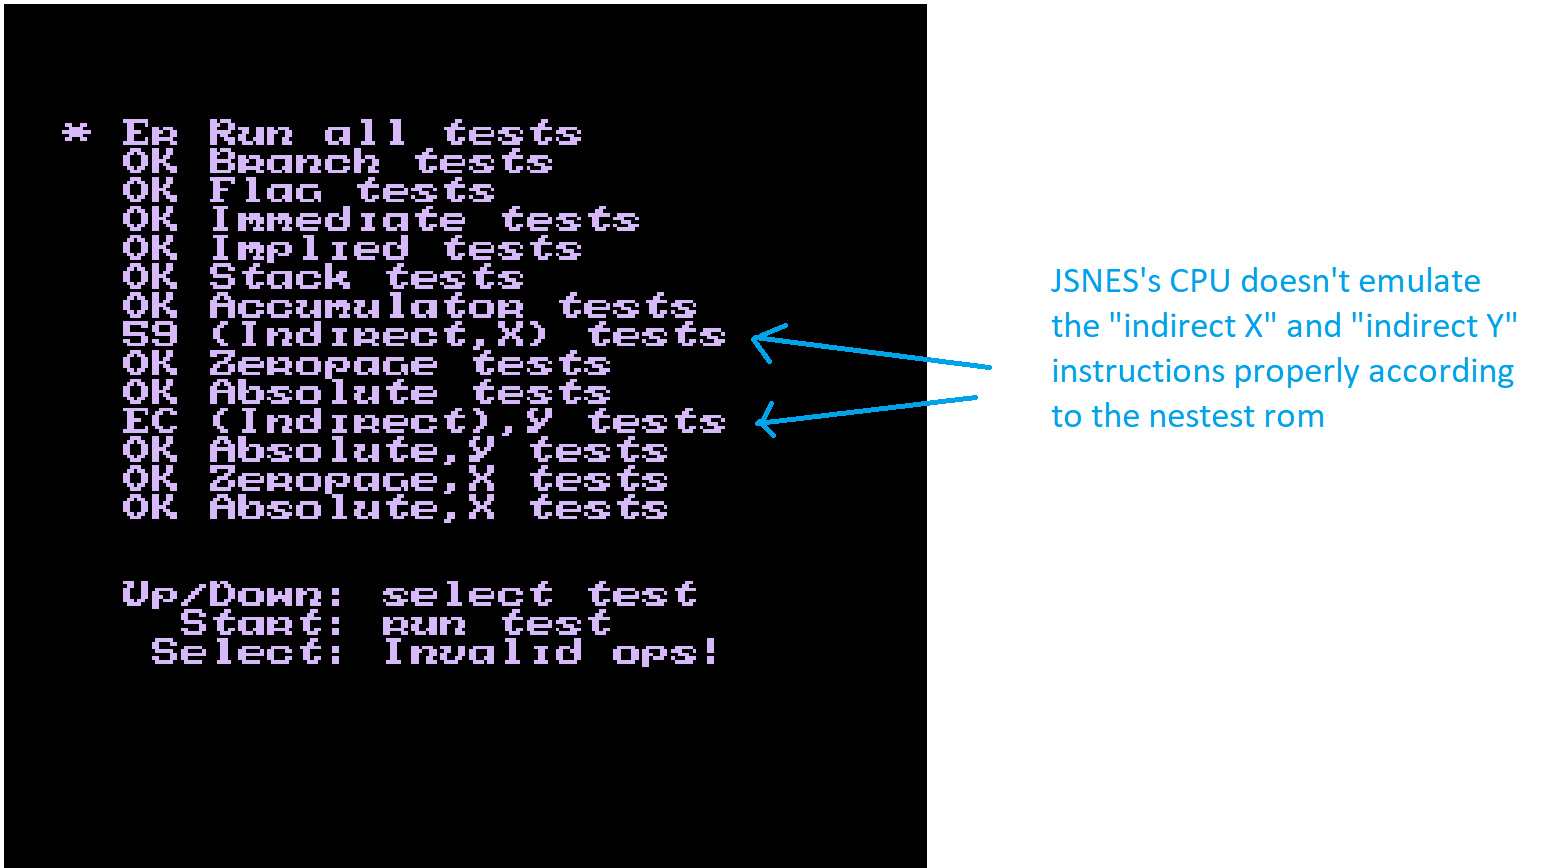 * Er Run all tests
OK Branch tests
OK Flag tests
OK Immediate tests
OK Implied tests
OK Stack tests
OK Accumulator tests
59 (Indirect,X) tests
OK Zeropage tests
OK Absolute tests
EC (Indirect),Y tests
OK Absolute,Y tests
OK Zeropage,X tests
OK Absolute,X tests
Up/Down: select test
Start: run test
Select: Invalid ops!
JSNES's CPU doesn't emulate
the "indirect X" and "indirect Y"
instructions properly according
to the nestest rom